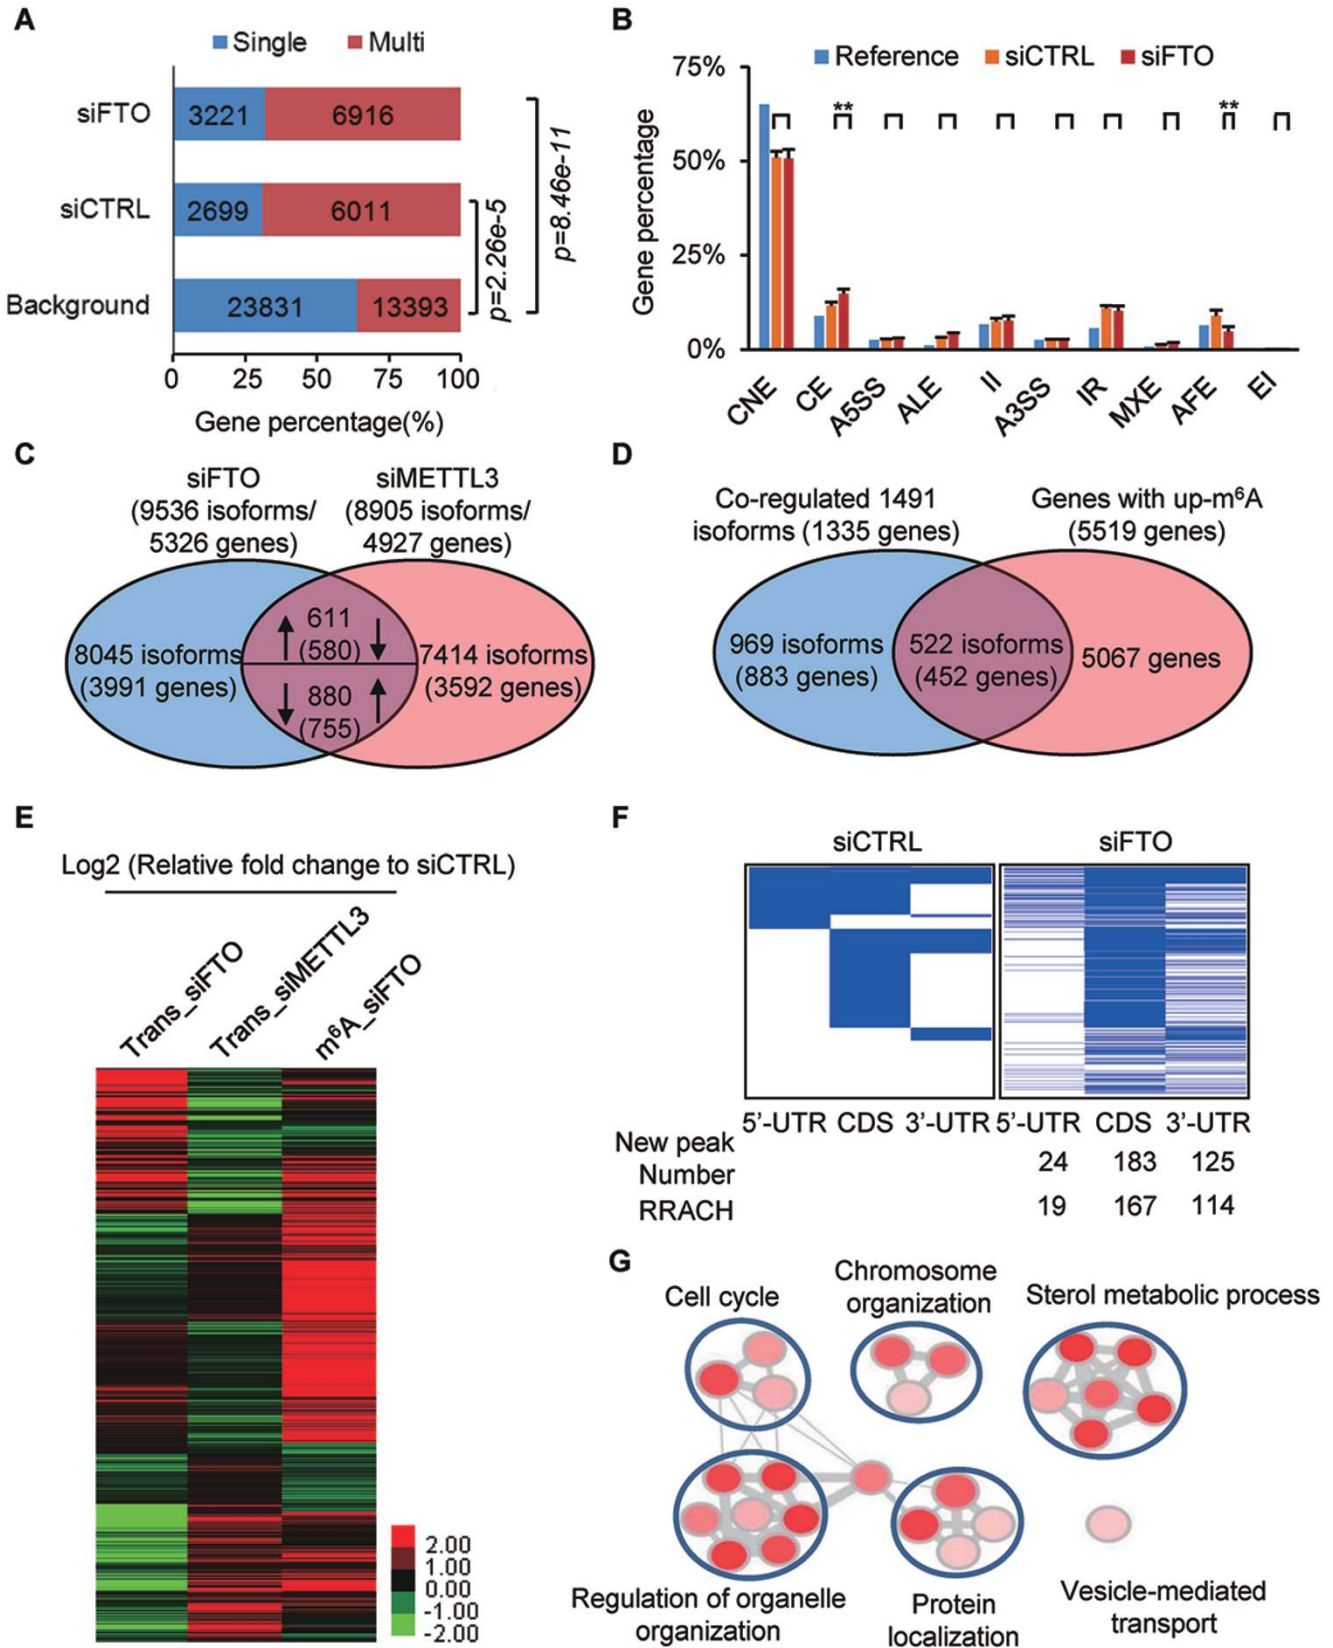 A
Single Multi
siFTO
3221 6916
siCTRL
2699 6011
Background
23831 13393
p=2.26e-5
p=8.46e-11
0 25 50 75 100
Gene percentage(%)
B
Reference siCTRL siFTO
Gene percentage
75%
50%
25%
0%
** **
CNE CE A5SS ALE II A3SS IR MXE AFE EI
C
siFTO
(9536 isoforms/
5326 genes)
siMETTL3
(8905 isoforms/
4927 genes)
8045 isoforms
(3991 genes)
↑ 611 ↓
(580)
↓ 880 ↑
(755)
7414 isoforms
(3592 genes)
D
Co-regulated 1491
isoforms (1335 genes)
Genes with up-m⁶A
(5519 genes)
969 isoforms
(883 genes)
522 isoforms
(452 genes)
5067 genes
E
Log2 (Relative fold change to siCTRL)
Trans_siFTO
Trans_siMETTL3
m⁶A_siFTO
2.00
1.00
0.00
-1.00
-2.00
F
siCTRL siFTO
5’-UTR CDS 3’-UTR 5’-UTR CDS 3’-UTR
New peak
Number 24 183 125
RRACH 19 167 114
G
Cell cycle
Chromosome
organization
Sterol metabolic process
Regulation of organelle
organization
Protein
localization
Vesicle-mediated
transport